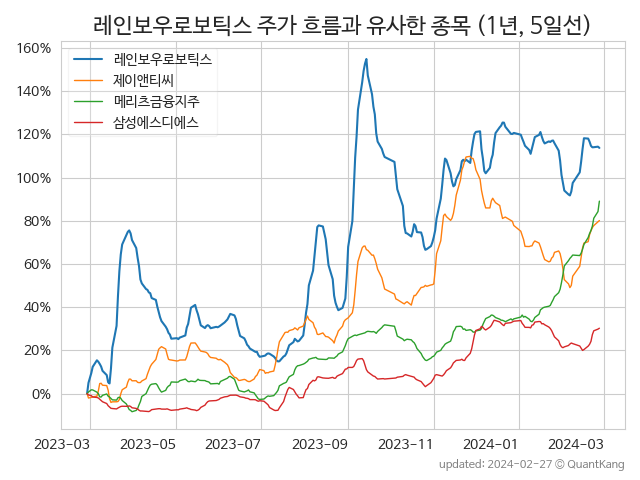 레인보우로보틱스 주가 흐름과 유사한 종목 (1년, 5일선)
160%
140%
120%
100%
80%
60%
40%
20%
0%
레인보우로보틱스
제이앤티씨
메리츠금융지주
삼성에스디에스
2023-03 2023-05 2023-07 2023-09 2023-11 2024-01 2024-03
updated: 2024-02-27 © QuantKang